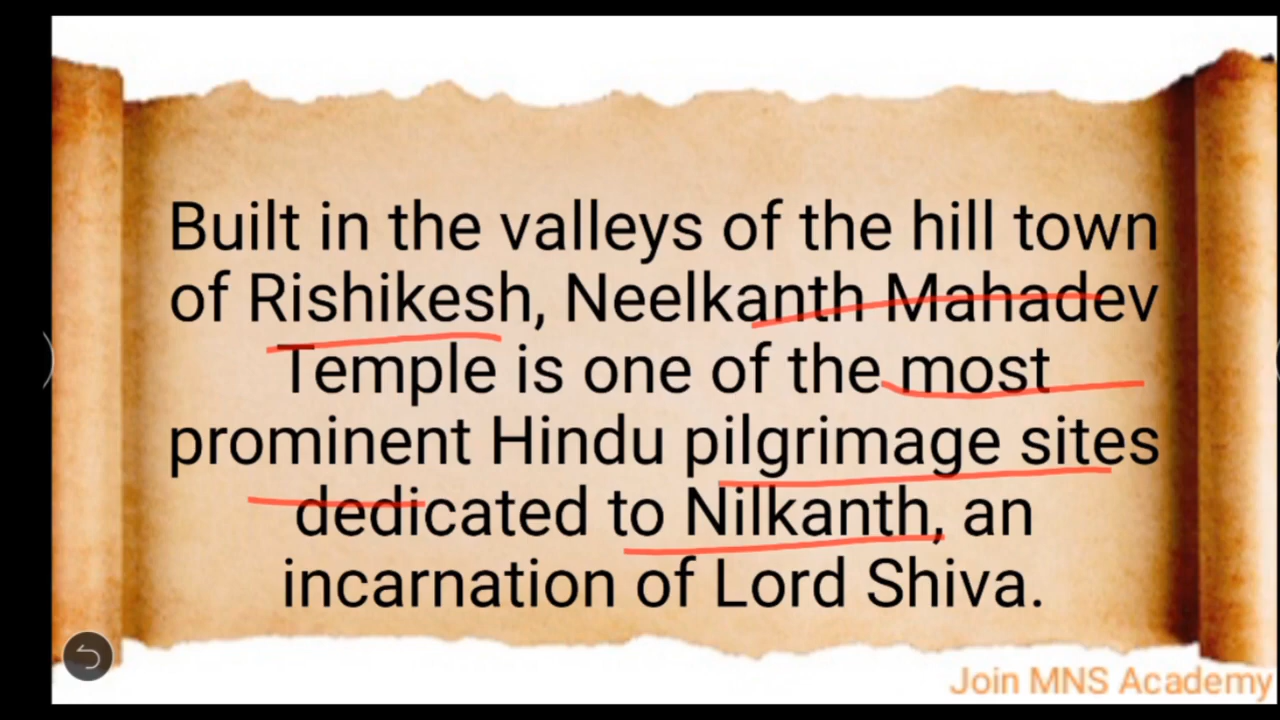 Built in the valleys of the hill town
of Rishikesh, Neelkanth Mahadev
Temple is one of the most
prominent Hindu pilgrimage sites
dedicated to Nilkanth, an
incarnation of Lord Shiva.
Join MNS Academy